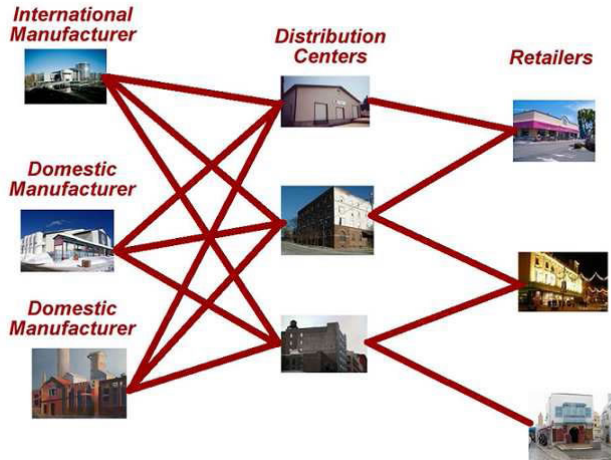 International
Manufacturer
Distribution
Centers
Retailers
Domestic
Manufacturer
Domestic
Manufacturer